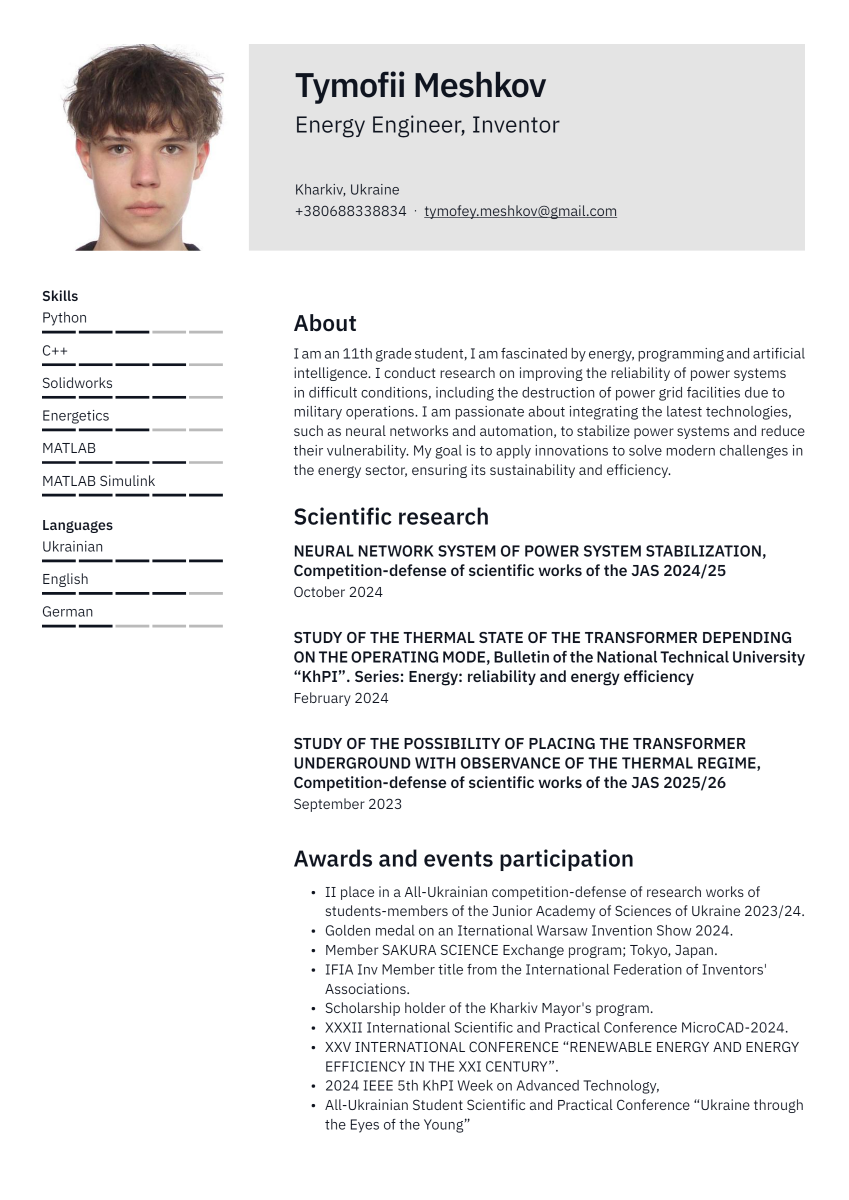 Tymofii Meshkov
Energy Engineer, Inventor
Kharkiv, Ukraine
+380688338834 · tymofey.meshkov@gmail.com
Skills
Python
C++
Solidworks
Energetics
MATLAB
MATLAB Simulink
Languages
Ukrainian
English
German
About
I am an 11th grade student, I am fascinated by energy, programming and artificial
intelligence. I conduct research on improving the reliability of power systems
in difficult conditions, including the destruction of power grid facilities due to
military operations. I am passionate about integrating the latest technologies,
such as neural networks and automation, to stabilize power systems and reduce
their vulnerability. My goal is to apply innovations to solve modern challenges in
the energy sector, ensuring its sustainability and efficiency.
Scientific research
NEURAL NETWORK SYSTEM OF POWER SYSTEM STABILIZATION,
Competition-defense of scientific works of the JAS 2024/25
October 2024
STUDY OF THE THERMAL STATE OF THE TRANSFORMER DEPENDING
ON THE OPERATING MODE, Bulletin of the National Technical University
“KhPI”. Series: Energy: reliability and energy efficiency
February 2024
STUDY OF THE POSSIBILITY OF PLACING THE TRANSFORMER
UNDERGROUND WITH OBSERVANCE OF THE THERMAL REGIME,
Competition-defense of scientific works of the JAS 2025/26
September 2023
Awards and events participation
• II place in a All-Ukrainian competition-defense of research works of
students-members of the Junior Academy of Sciences of Ukraine 2023/24.
• Golden medal on an Iternational Warsaw Invention Show 2024.
• Member SAKURA SCIENCE Exchange program; Tokyo, Japan.
• IFIA Inv Member title from the International Federation of Inventors'
Associations.
• Scholarship holder of the Kharkiv Mayor's program.
• XXXII International Scientific and Practical Conference MicroCAD-2024.
• XXV INTERNATIONAL CONFERENCE “RENEWABLE ENERGY AND ENERGY
EFFICIENCY IN THE XXI CENTURY”.
• 2024 IEEE 5th KhPI Week on Advanced Technology,
• All-Ukrainian Student Scientific and Practical Conference “Ukraine through
the Eyes of the Young”